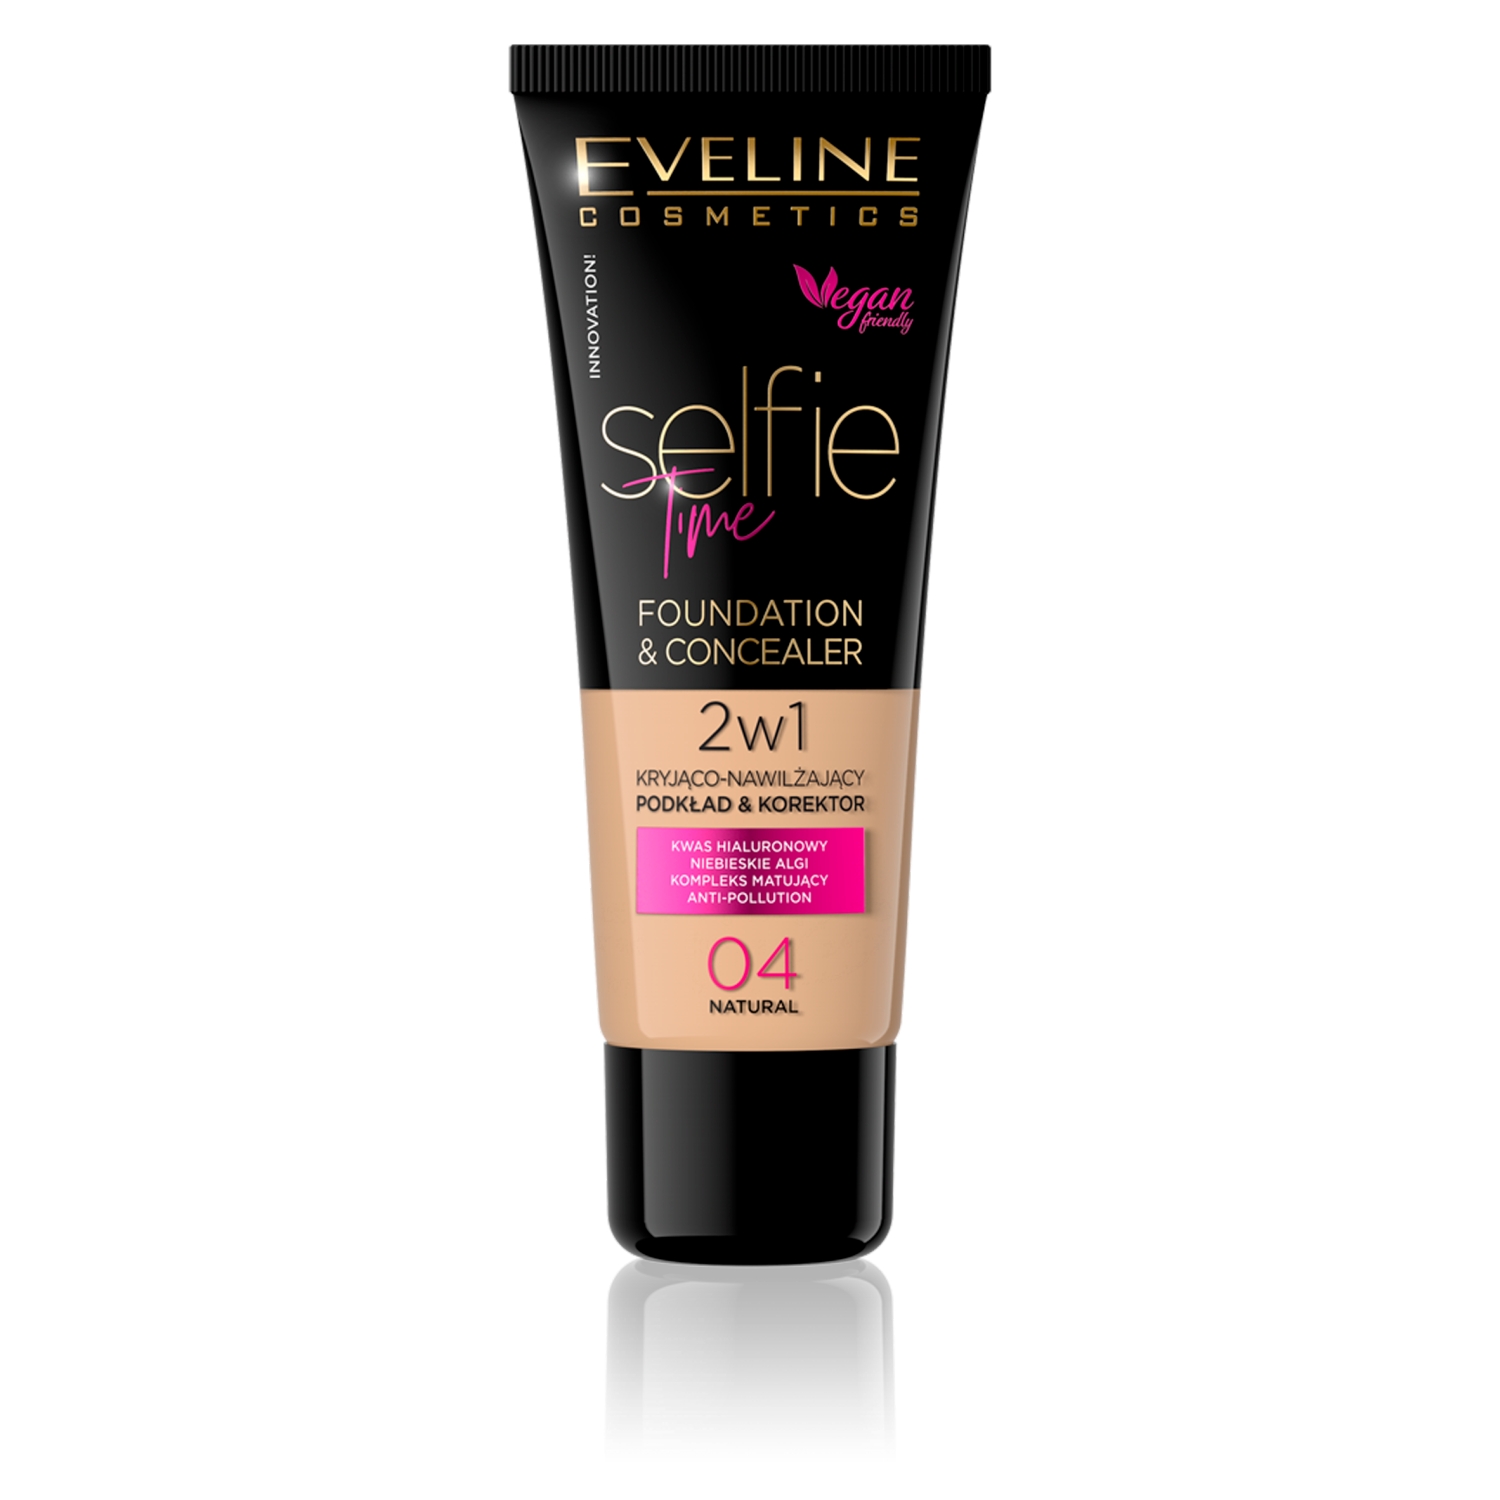 EVELINE
COSMETICS
INNOVATION!
Vegan
friendly
selfie
Time
FOUNDATION
& CONCEALER
2w1
KRYJĄCO-NAWILŻAJĄCY
PODKŁAD & KOREKTOR
KWAS HIALURONOWY
NIEBIESKIE ALGI
KOMPLEKS MATUJĄCY
ANTI-POLLUTION
04
NATURAL